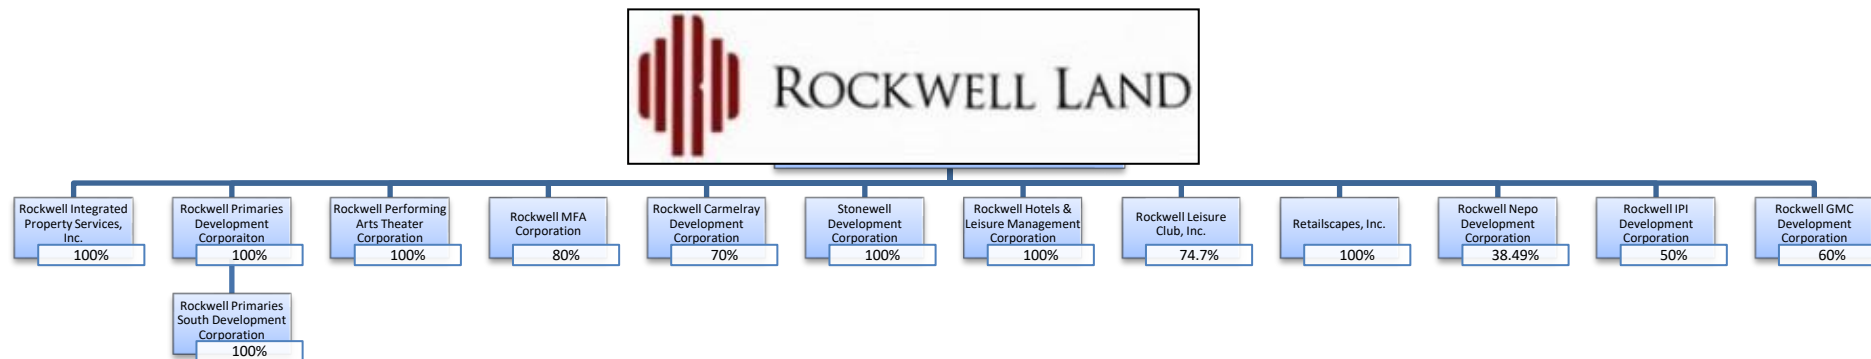 ROCKWELL LAND
Rockwell Integrated
Property Services,
Inc.
100%
Rockwell Primaries
Development
Corporaiton
100%
Rockwell Performing
Arts Theater
Corporation
100%
Rockwell MFA
Corporation
80%
Rockwell Carmelray
Development
Corporation
70%
Stonewell
Development
Corporation
100%
Rockwell Hotels &
Leisure Management
Corporation
100%
Rockwell Leisure
Club, Inc.
74.7%
Retailscapes, Inc.
100%
Rockwell Nepo
Development
Corporation
38.49%
Rockwell IPI
Development
Corporation
50%
Rockwell GMC
Development
Corporation
60%
Rockwell Primaries
South Development
Corporation
100%